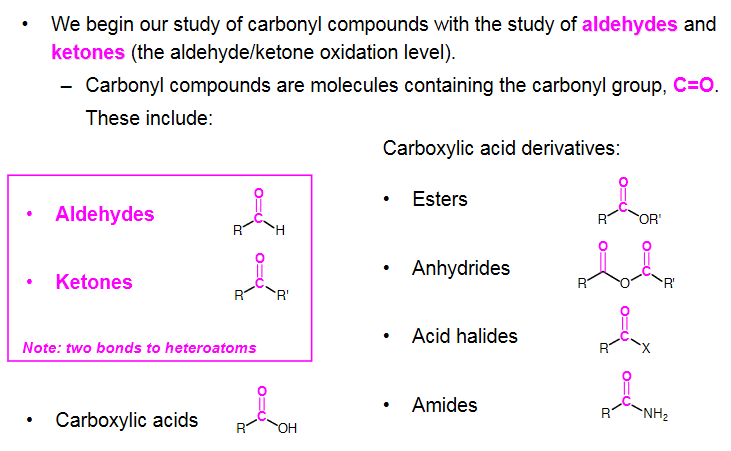 • We begin our study of carbonyl compounds with the study of aldehydes and
ketones (the aldehyde/ketone oxidation level).
– Carbonyl compounds are molecules containing the carbonyl group, C=O.
These include:
• Aldehydes
O
C
R H
• Ketones
O
C
R R'
Note: two bonds to heteroatoms
• Carboxylic acids
O
C
R OH
Carboxylic acid derivatives:
• Esters
O
C
R OR'
• Anhydrides
O O
C
R O R'
• Acid halides
O
C
R X
• Amides
O
C
R NH₂